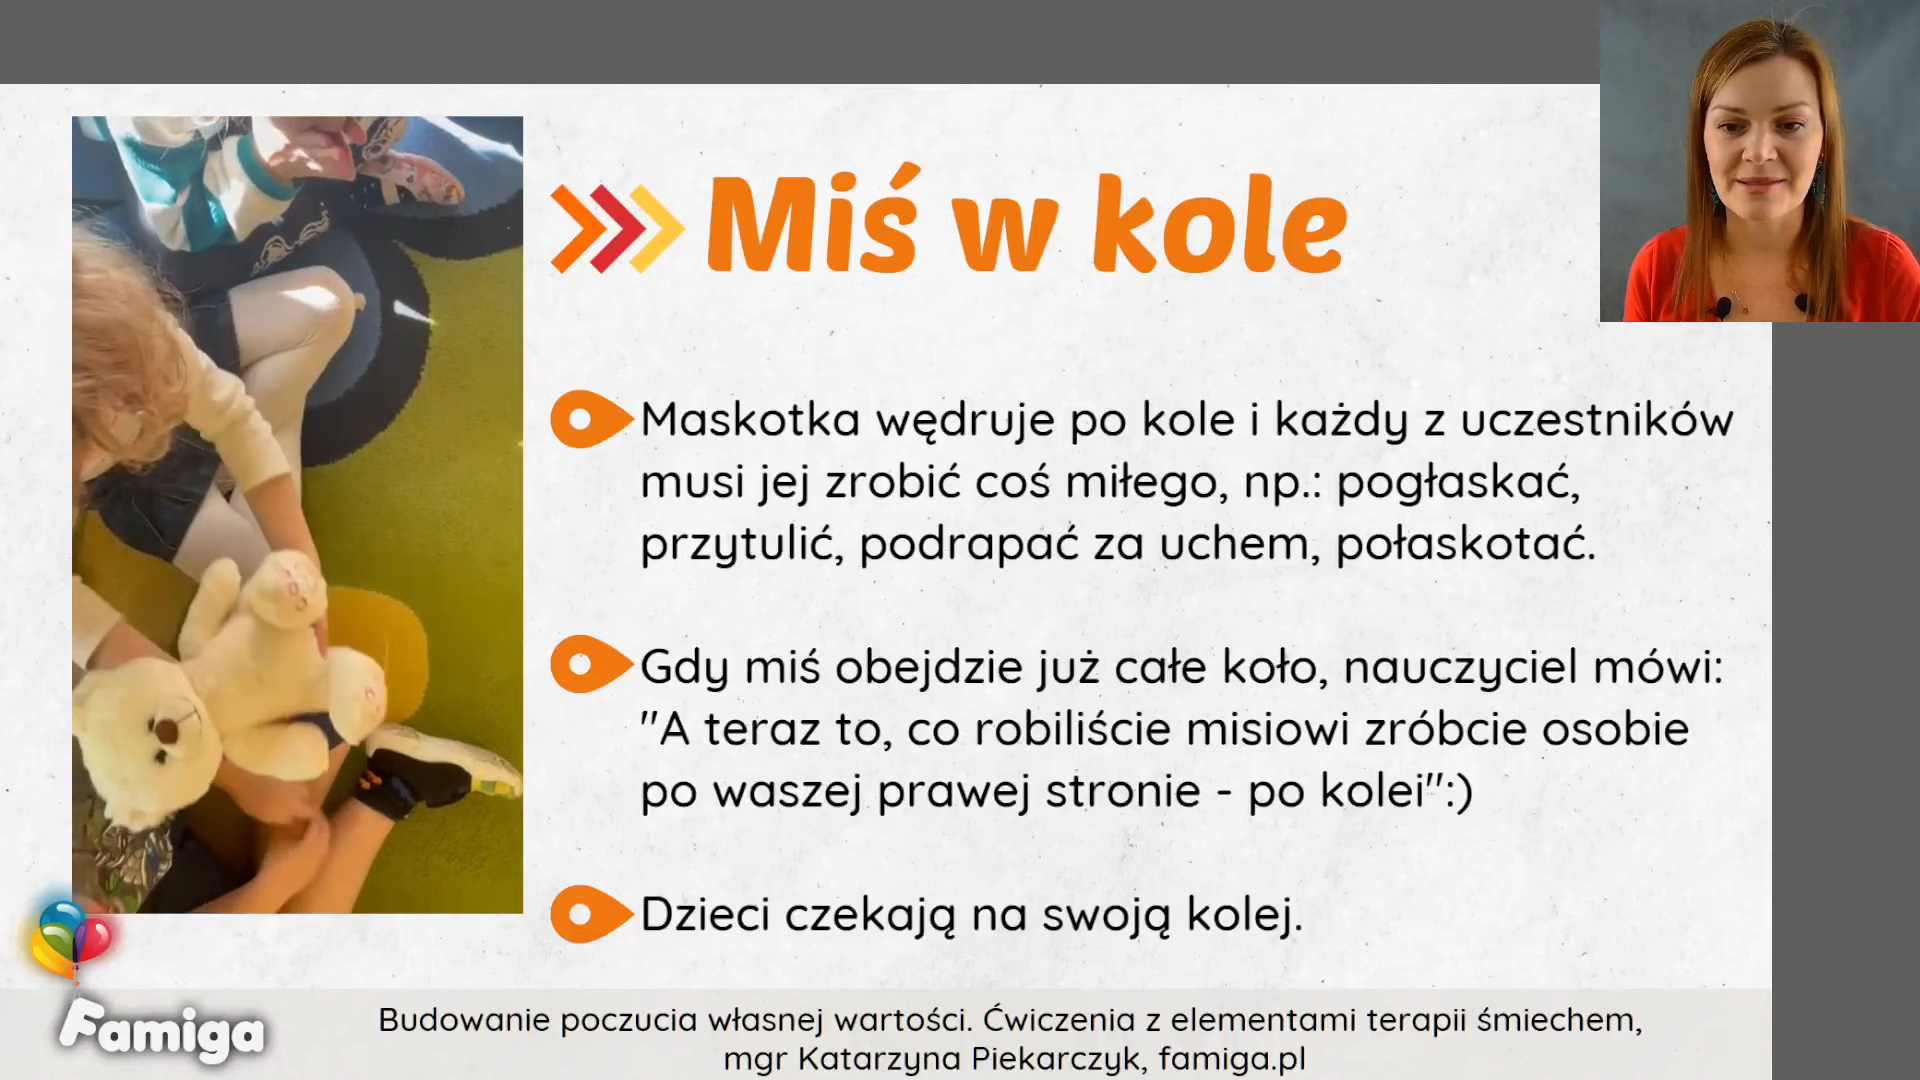 Miś w kole
Maskotka wędruje po kole i każdy z uczestników
musi jej zrobić coś miłego, np.: pogłaskać,
przytulić, podrapać za uchem, połaskotać.
Gdy miś obejdzie już całe koło, nauczyciel mówi:
"A teraz to, co robiliście misiowi zróbcie osobie
po waszej prawej stronie - po kolei":)
Dzieci czekają na swoją kolej.
Famiga
Budowanie poczucia własnej wartości. Ćwiczenia z elementami terapii śmiechem,
mgr Katarzyna Piekarczyk, famiga.pl